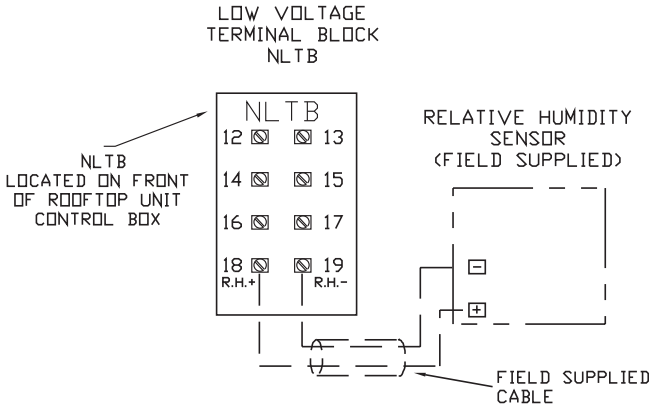 LOW VOLTAGE
TERMINAL BLOCK
NLTB
NLTB
12 13
14 15
16 17
18 19
R.H.+ R.H.-
NLTB
LOCATED ON FRONT
OF ROOFTOP UNIT
CONTROL BOX
RELATIVE HUMIDITY
SENSOR
(FIELD SUPPLIED)
-
+
FIELD SUPPLIED
CABLE